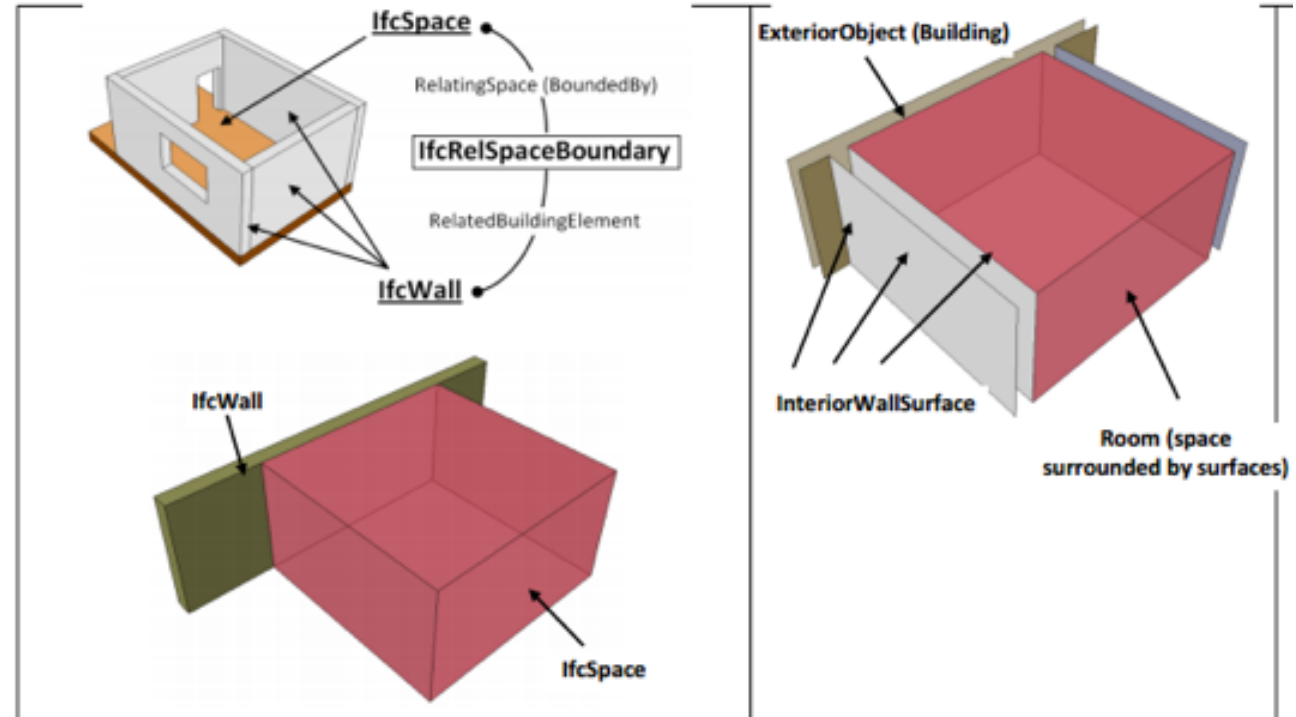 IfcSpace
RelatingSpace (BoundedBy)
IfcRelSpaceBoundary
RelatedBuildingElement
IfcWall
IfcWall
IfcSpace
ExteriorObject (Building)
InteriorWallSurface
Room (space
surrounded by surfaces)